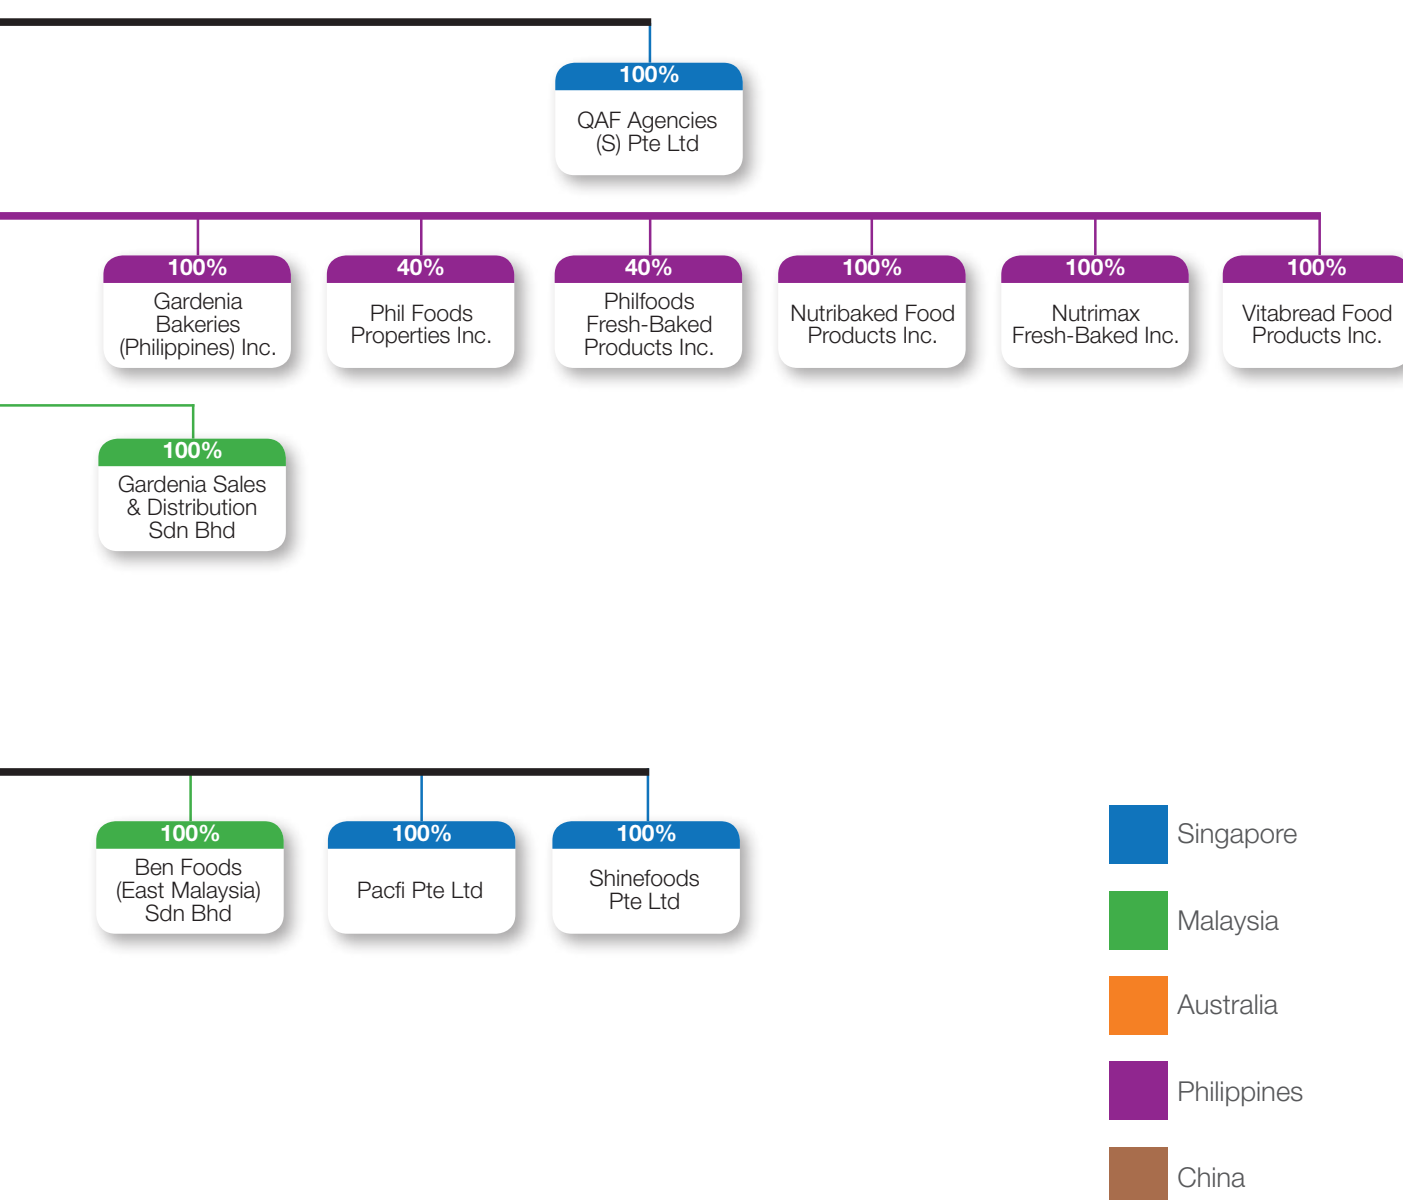 100%
QAF Agencies
(S) Pte Ltd
100%
Gardenia
Bakeries
(Philippines) Inc.
40%
Phil Foods
Properties Inc.
40%
Philfoods
Fresh-Baked
Products Inc.
100%
Nutribaked Food
Products Inc.
100%
Nutrimax
Fresh-Baked Inc.
100%
Vitabread Food
Products Inc.
100%
Gardenia Sales
& Distribution
Sdn Bhd
100%
Ben Foods
(East Malaysia)
Sdn Bhd
100%
Pacfi Pte Ltd
100%
Shinefoods
Pte Ltd
Singapore
Malaysia
Australia
Philippines
China